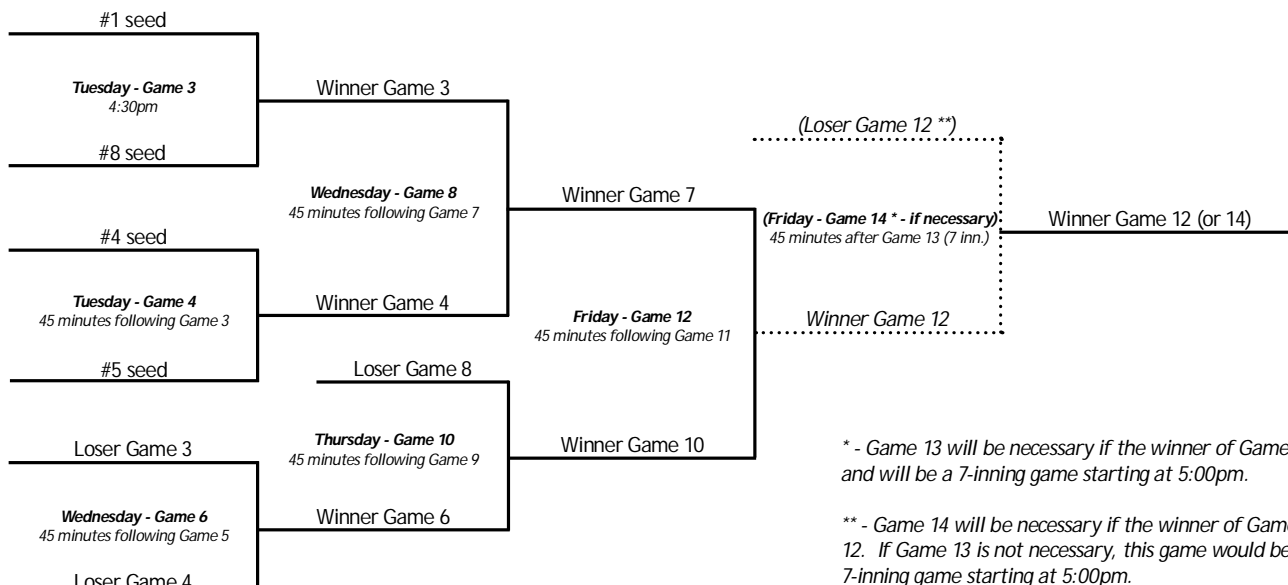 #1 seed
Tuesday - Game 3
4:30pm
Winner Game 3
(Loser Game 12 **)
#8 seed
Wednesday - Game 8
45 minutes following Game 7
Winner Game 7
(Friday - Game 14 * - if necessary)
45 minutes after Game 13 (7 inn.)
Winner Game 12 (or 14)
#4 seed
Tuesday - Game 4
45 minutes following Game 3
Winner Game 4
Friday - Game 12
45 minutes following Game 11
Winner Game 12
#5 seed
Loser Game 8
Loser Game 3
Thursday - Game 10
45 minutes following Game 9
Winner Game 10
* - Game 13 will be necessary if the winner of Game
and will be a 7-inning game starting at 5:00pm.
Wednesday - Game 6
45 minutes following Game 5
Winner Game 6
** - Game 14 will be necessary if the winner of Game
12. If Game 13 is not necessary, this game would be
7-inning game starting at 5:00pm.
Loser Game 4